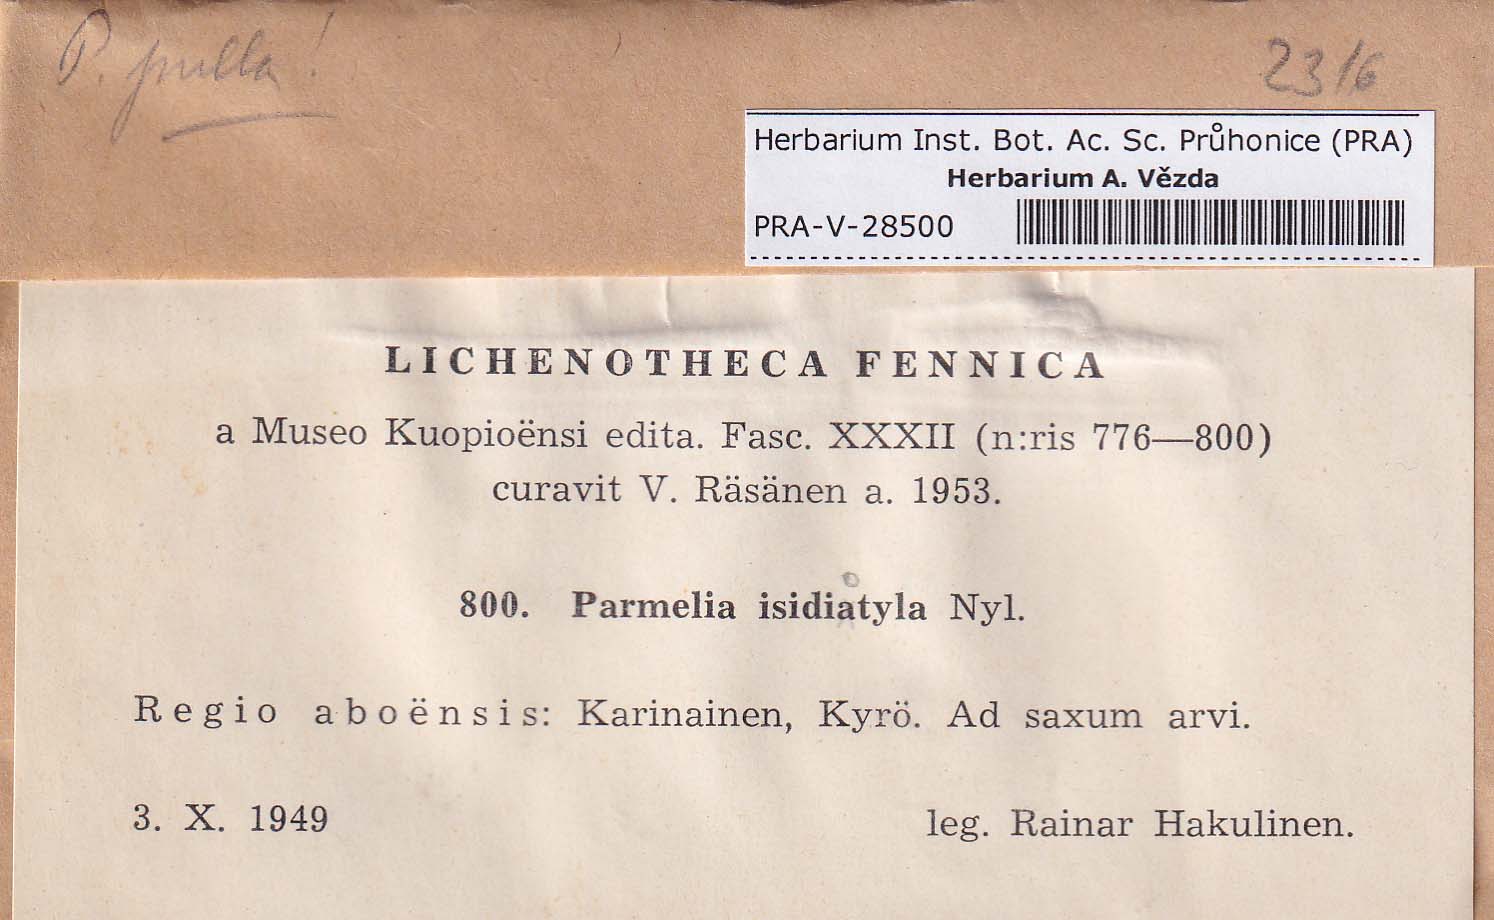 P. pulla!
23/6
Herbarium Inst. Bot. Ac. Sc. Průhonice (PRA)
Herbarium A. Vězda
PRA-V-28500
LICHENOTHECA FENNICA
a Museo Kuopioënsi edita. Fasc. XXXII (n:ris 776—800)
curavit V. Räsänen a. 1953.
o
800. Parmelia isidiatyla Nyl.
Regio aboënsis: Karinainen, Kyrö. Ad saxum arvi.
3. X. 1949
leg. Rainar Hakulinen.